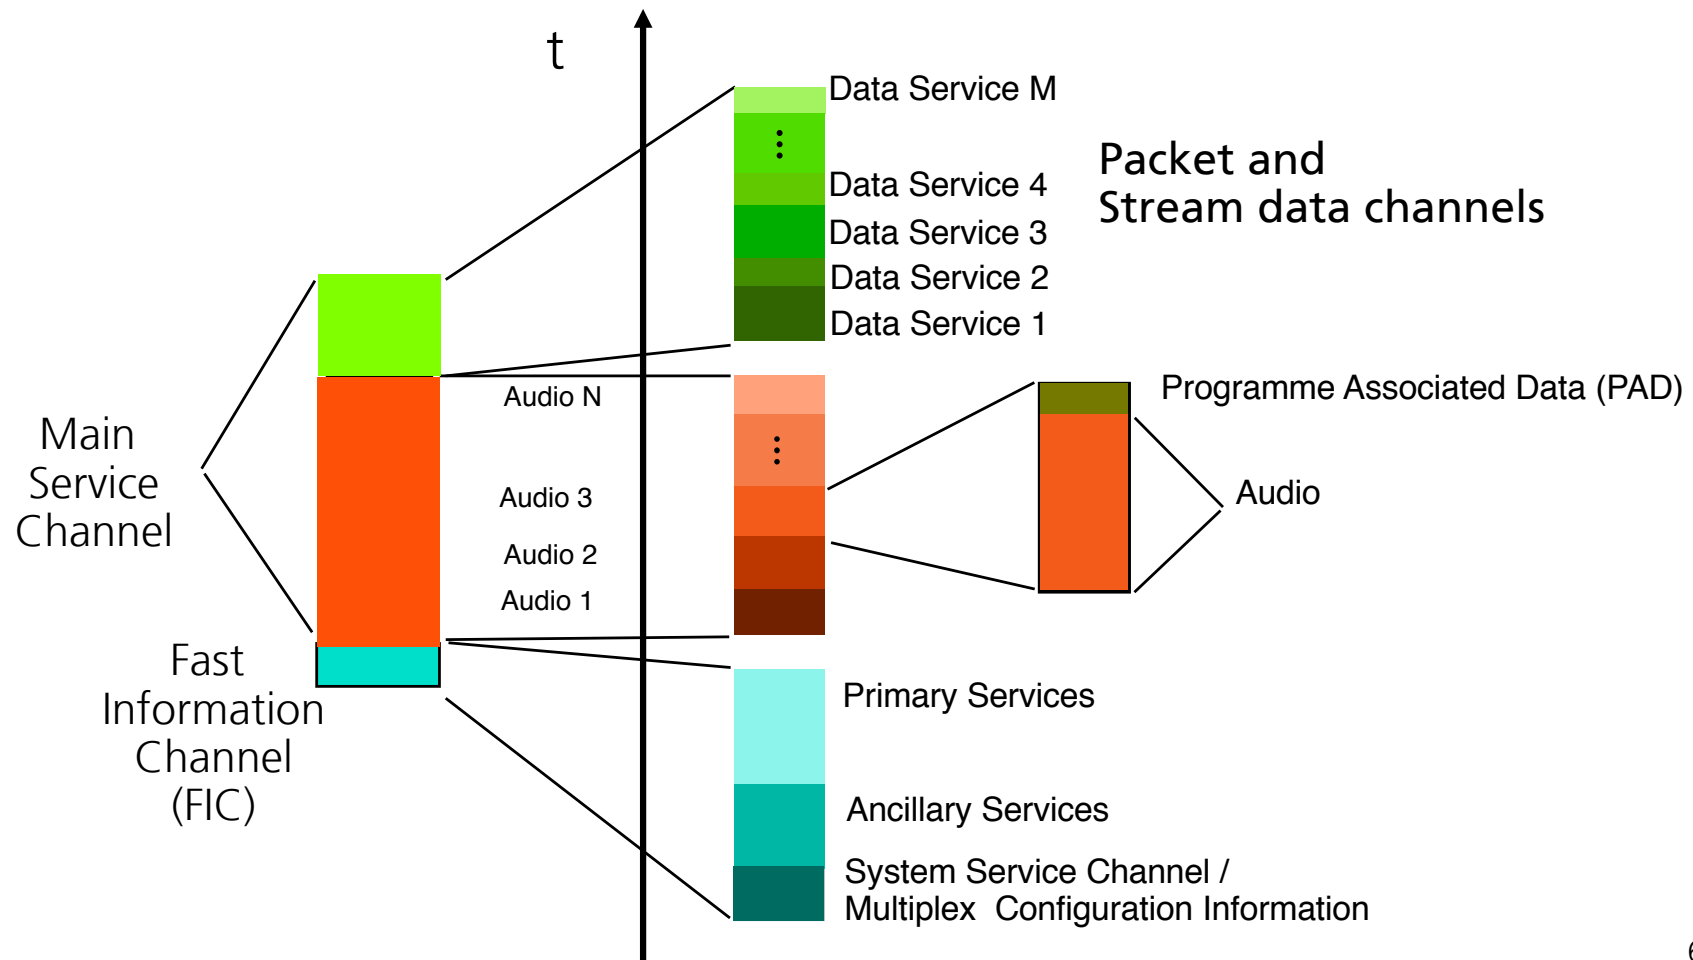 t
Data Service M
Data Service 4
Data Service 3
Data Service 2
Data Service 1
Packet and
Stream data channels
Audio N
Audio 3
Audio 2
Audio 1
Programme Associated Data (PAD)
Audio
Main
Service
Channel
Fast
Information
Channel
(FIC)
Primary Services
Ancillary Services
System Service Channel /
Multiplex Configuration Information